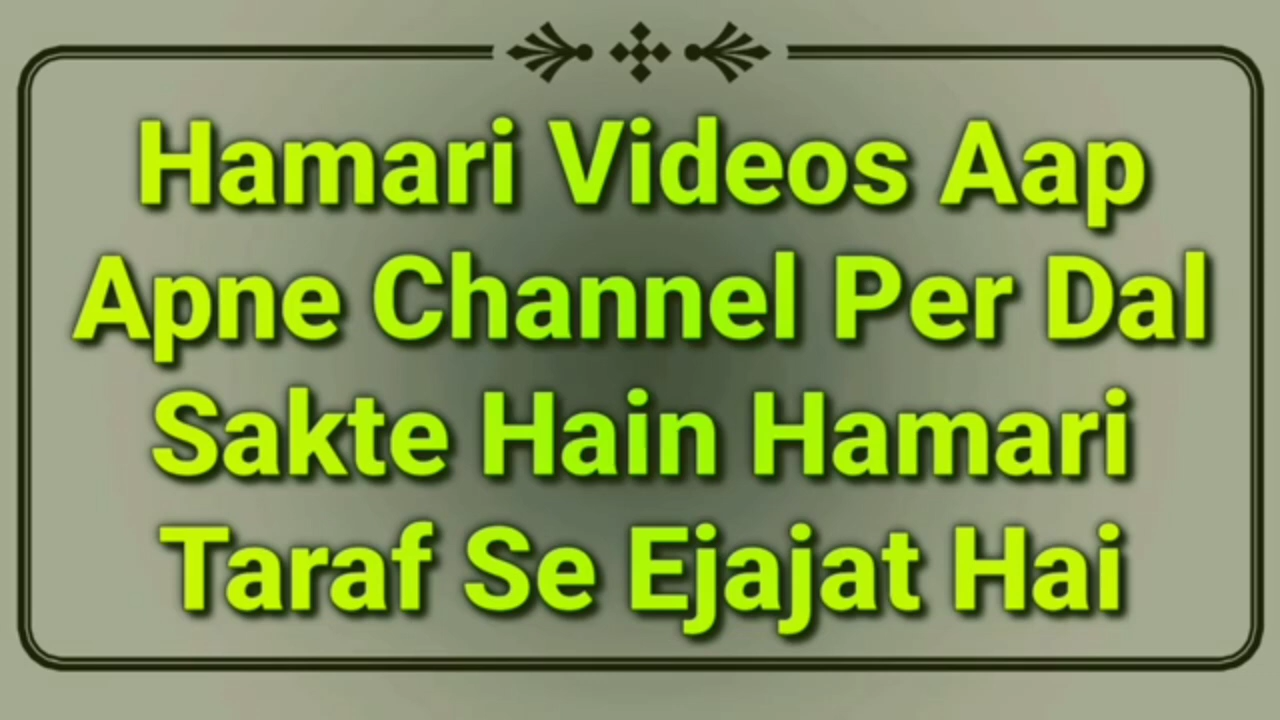 Hamari Videos Aap
Apne Channel Per Dal
Sakte Hain Hamari
Taraf Se Ejajat Hai